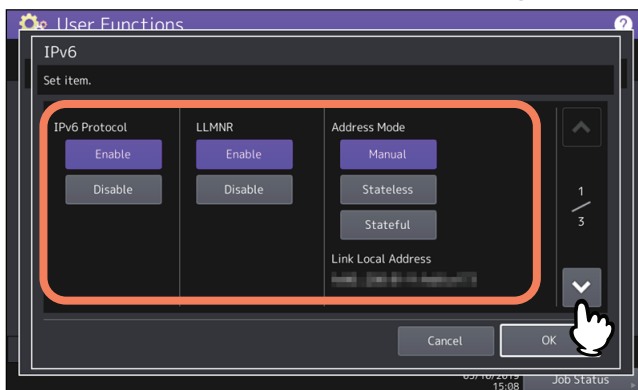 User Functions
?
IPv6
Set item.
IPv6 Protocol
Enable
Disable
LLMNR
Enable
Disable
Address Mode
Manual
Stateless
Stateful
Link Local Address
1
3
Cancel
OK
15:08
Job Status